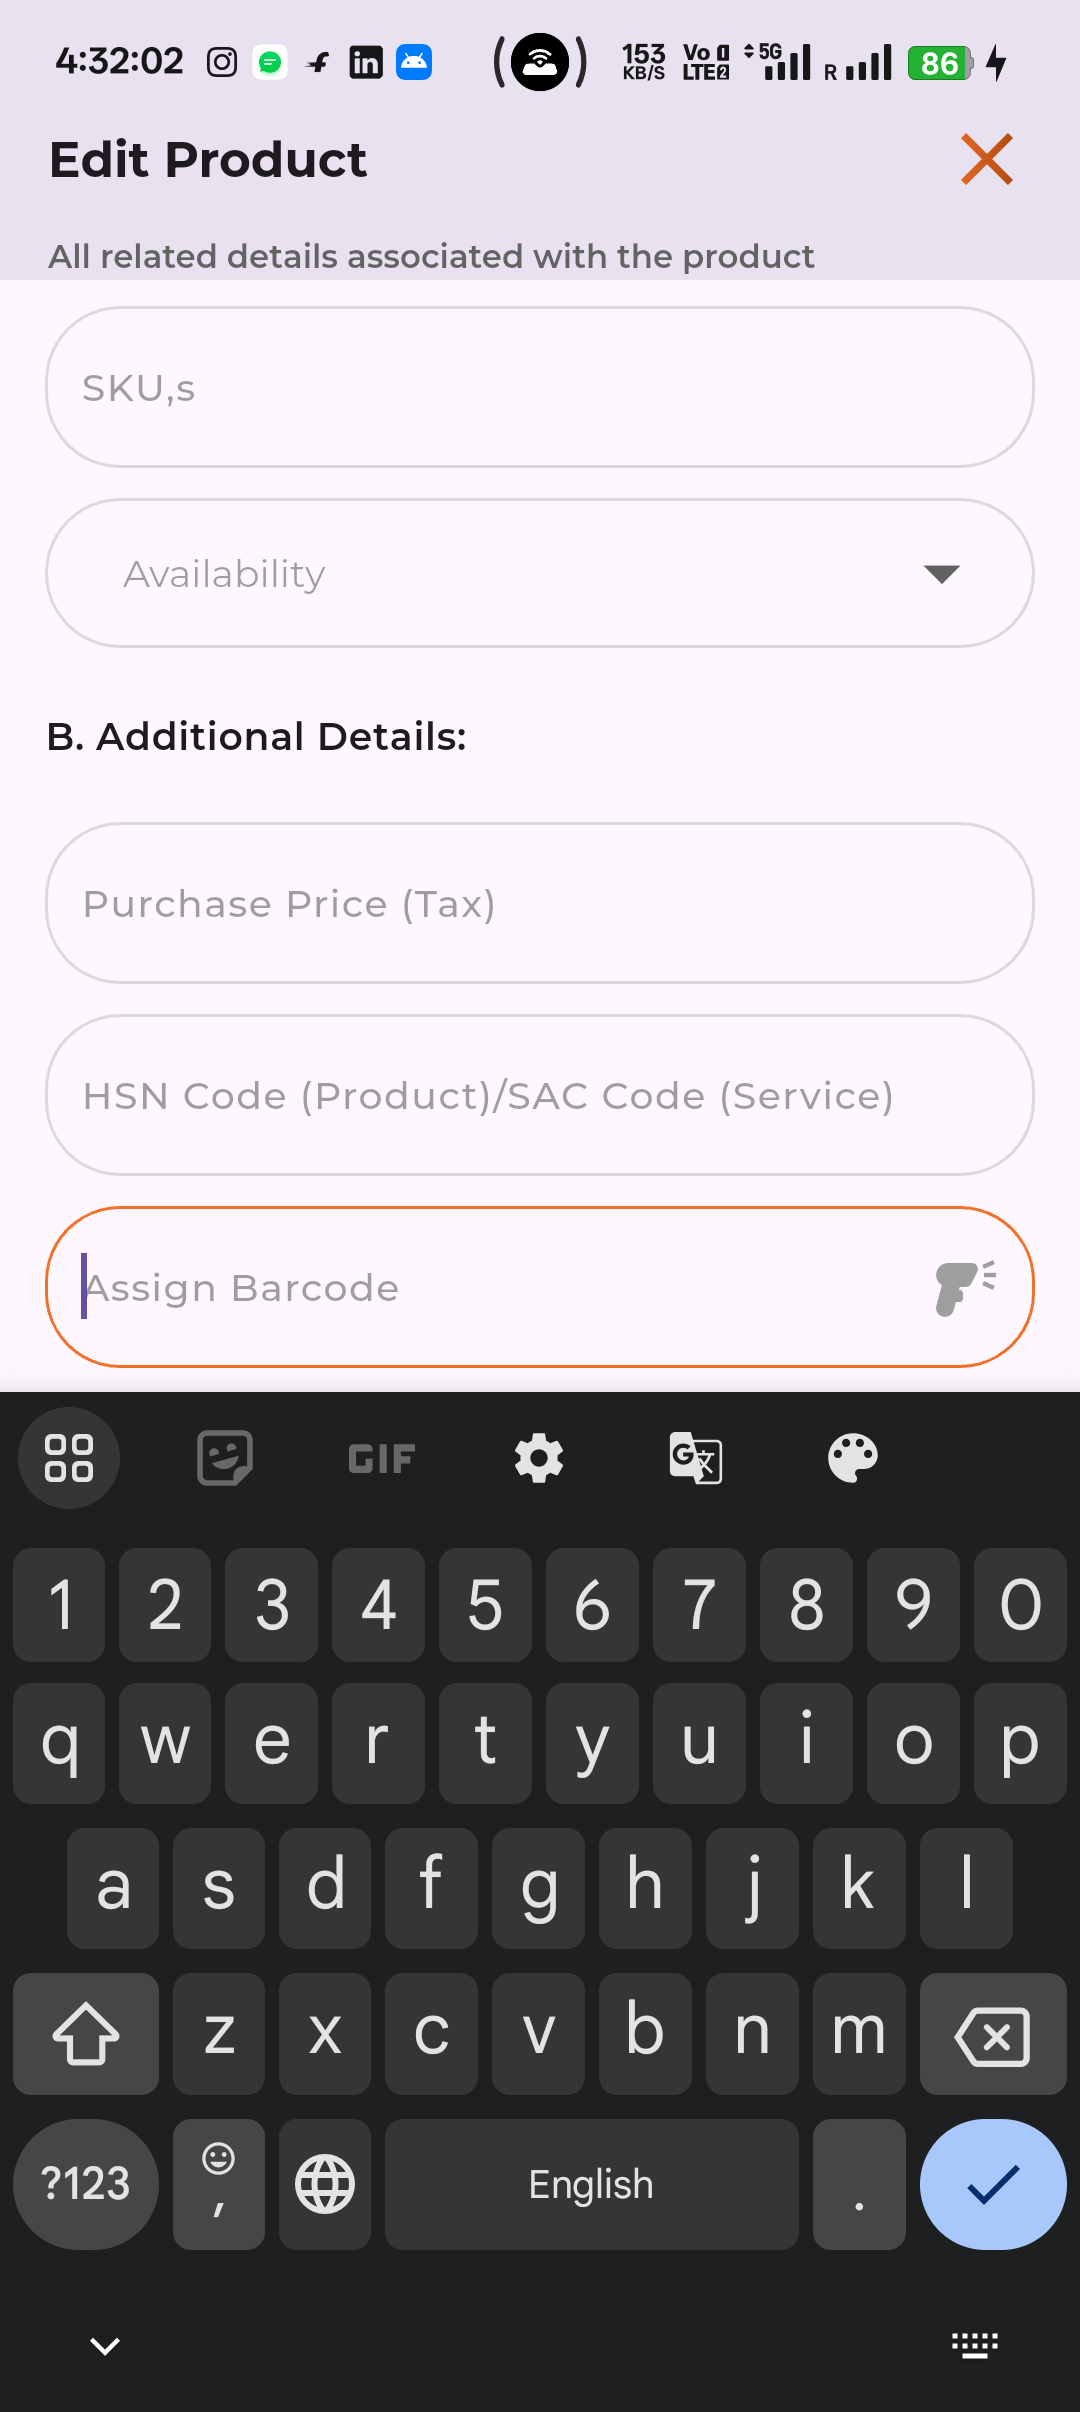 4:32:02 153 KB/S Vo LTE 1 2 5G R 86
Edit Product
All related details associated with the product
SKU,s
Availability
B. Additional Details:
Purchase Price (Tax)
HSN Code (Product)/SAC Code (Service)
Assign Barcode
GIF
1 2 3 4 5 6 7 8 9 0
q w e r t y u i o p
a s d f g h j k l
z x c v b n m
?123 , English .